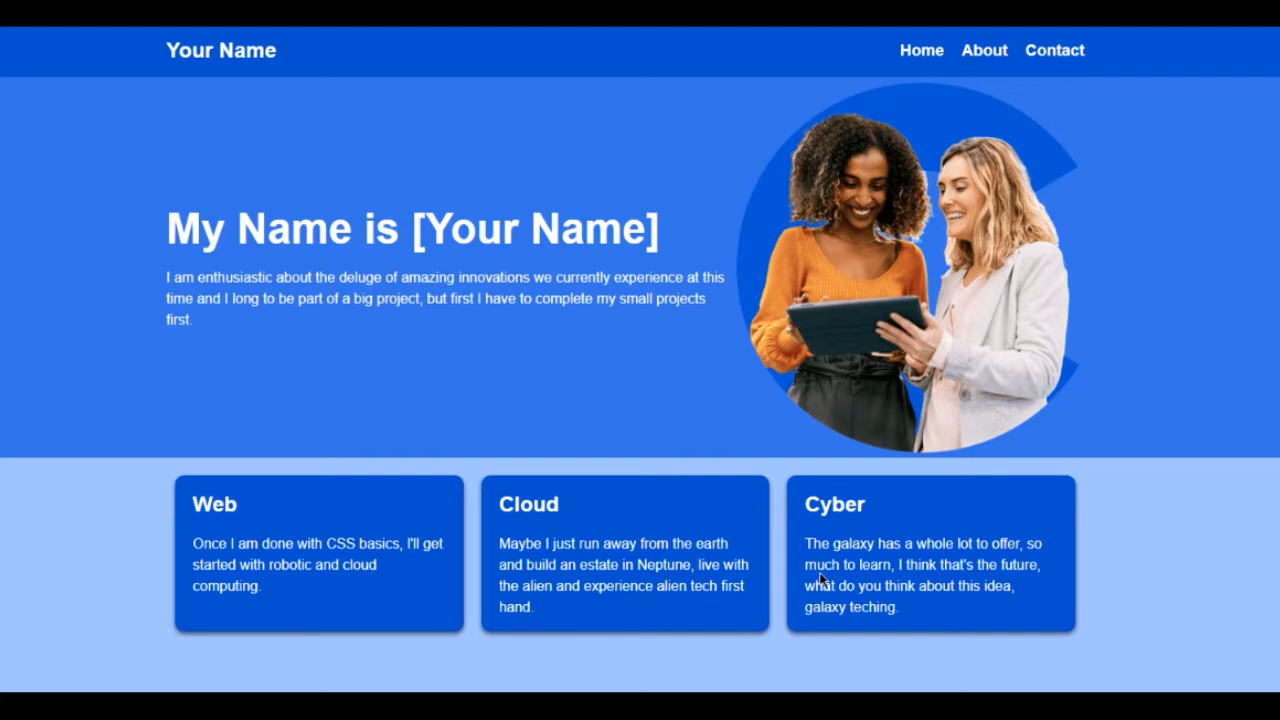 Your Name
Home About Contact
My Name is [Your Name]
I am enthusiastic about the deluge of amazing innovations we currently experience at this
time and I long to be part of a big project, but first I have to complete my small projects
first.
Web
Once I am done with CSS basics, I'll get
started with robotic and cloud
computing.
Cloud
Maybe I just run away from the earth
and build an estate in Neptune, live with
the alien and experience alien tech first
hand.
Cyber
The galaxy has a whole lot to offer, so
much to learn, I think that's the future,
what do you think about this idea,
galaxy teching.